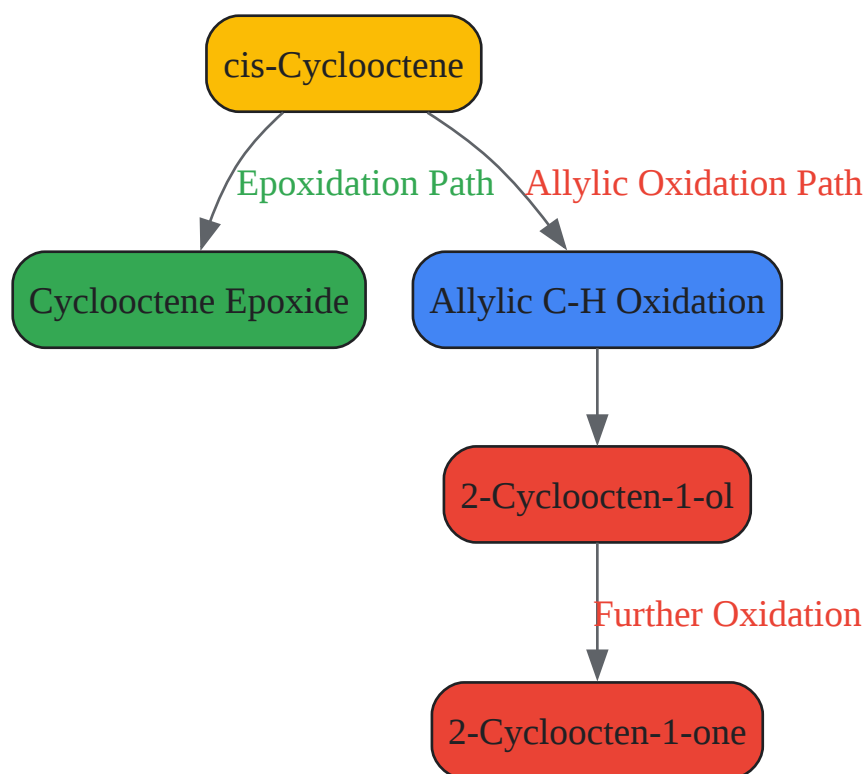 cis-Cyclooctene
Epoxidation Path
Allylic Oxidation Path
Cyclooctene Epoxide
Allylic C-H Oxidation
2-Cycloocten-1-ol
Further Oxidation
2-Cycloocten-1-one